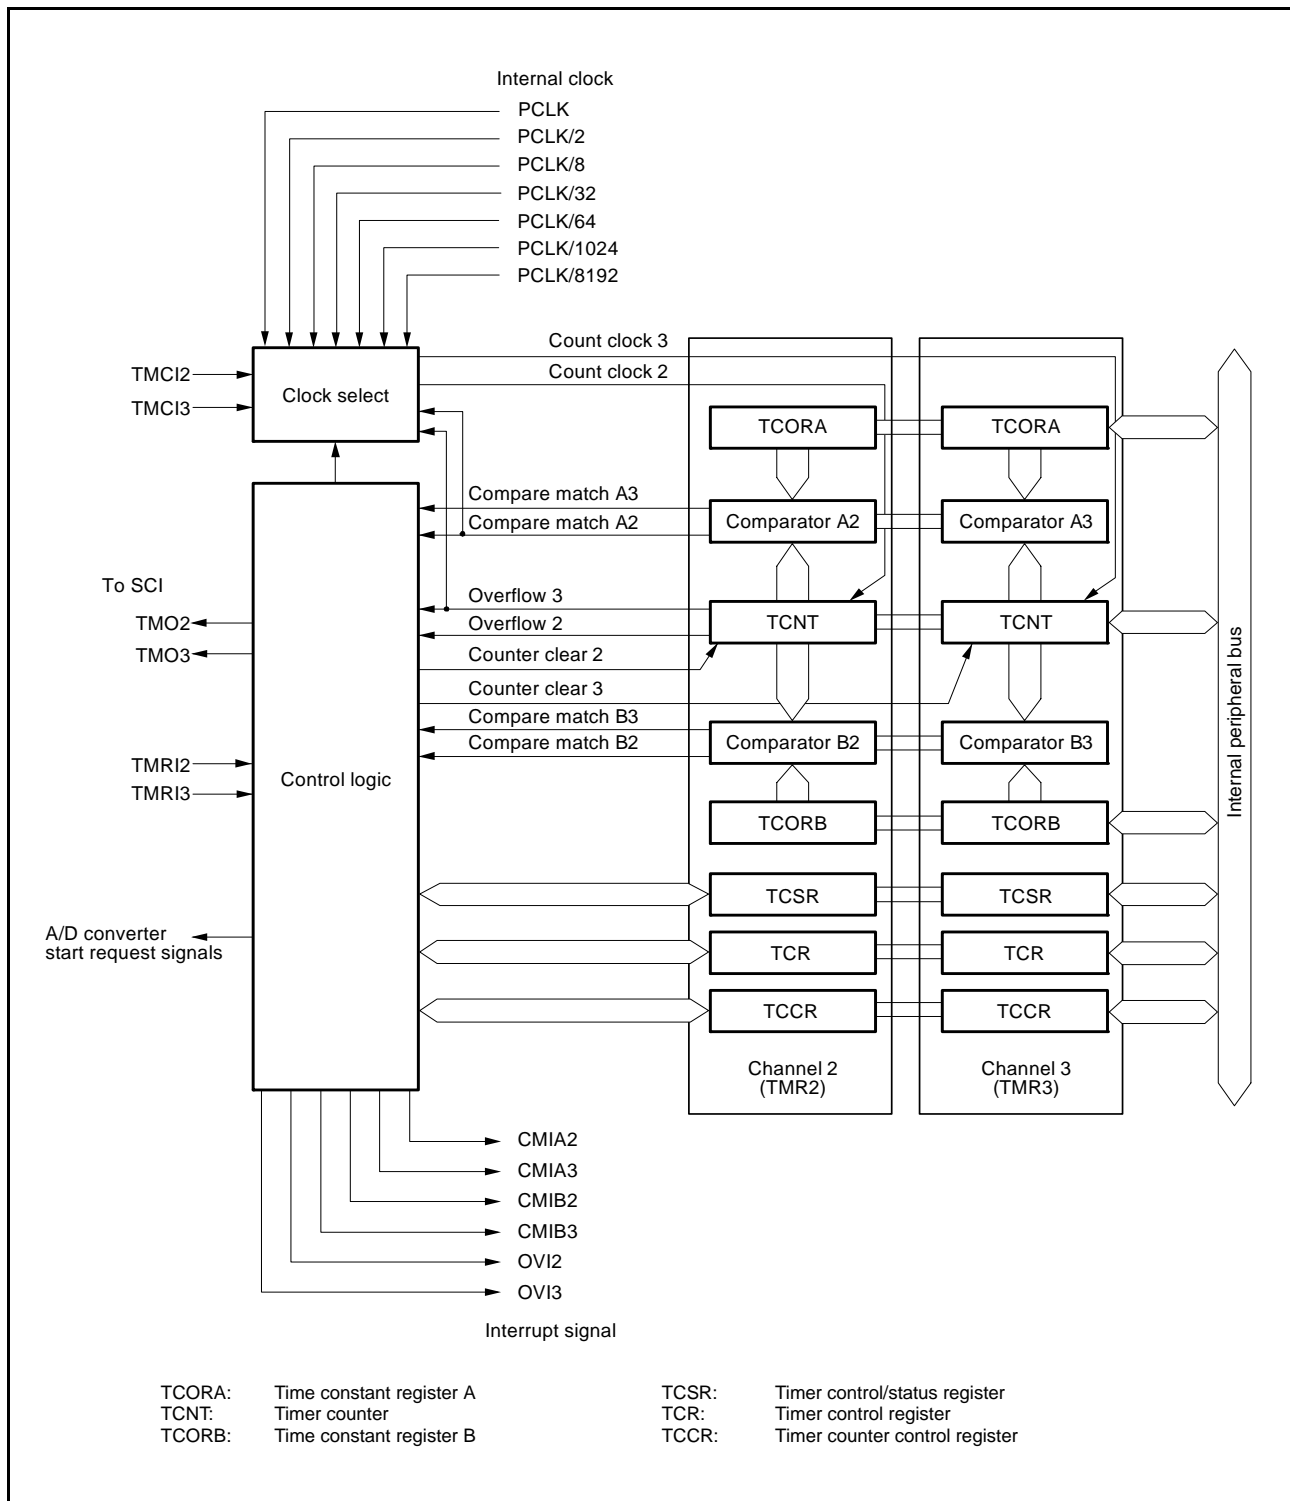 Internal clock
PCLK
PCLK/2
PCLK/8
PCLK/32
PCLK/64
PCLK/1024
PCLK/8192
Count clock 3
Count clock 2
TMCI2
TMCI3
Clock select
TCORA
TCORA
Compare match A3
Compare match A2
Comparator A2
Comparator A3
To SCI
TMO2
TMO3
Overflow 3
Overflow 2
Counter clear 2
Counter clear 3
TCNT
TCNT
Compare match B3
Compare match B2
Comparator B2
Comparator B3
TMRI2
TMRI3
Control logic
TCORB
TCORB
Internal peripheral bus
TCSR
TCSR
A/D converter
start request signals
TCR
TCR
TCCR
TCCR
Channel 2
(TMR2)
Channel 3
(TMR3)
CMIA2
CMIA3
CMIB2
CMIB3
OVI2
OVI3
Interrupt signal
TCORA: Time constant register A
TCNT: Timer counter
TCORB: Time constant register B
TCSR: Timer control/status register
TCR: Timer control register
TCCR: Timer counter control register